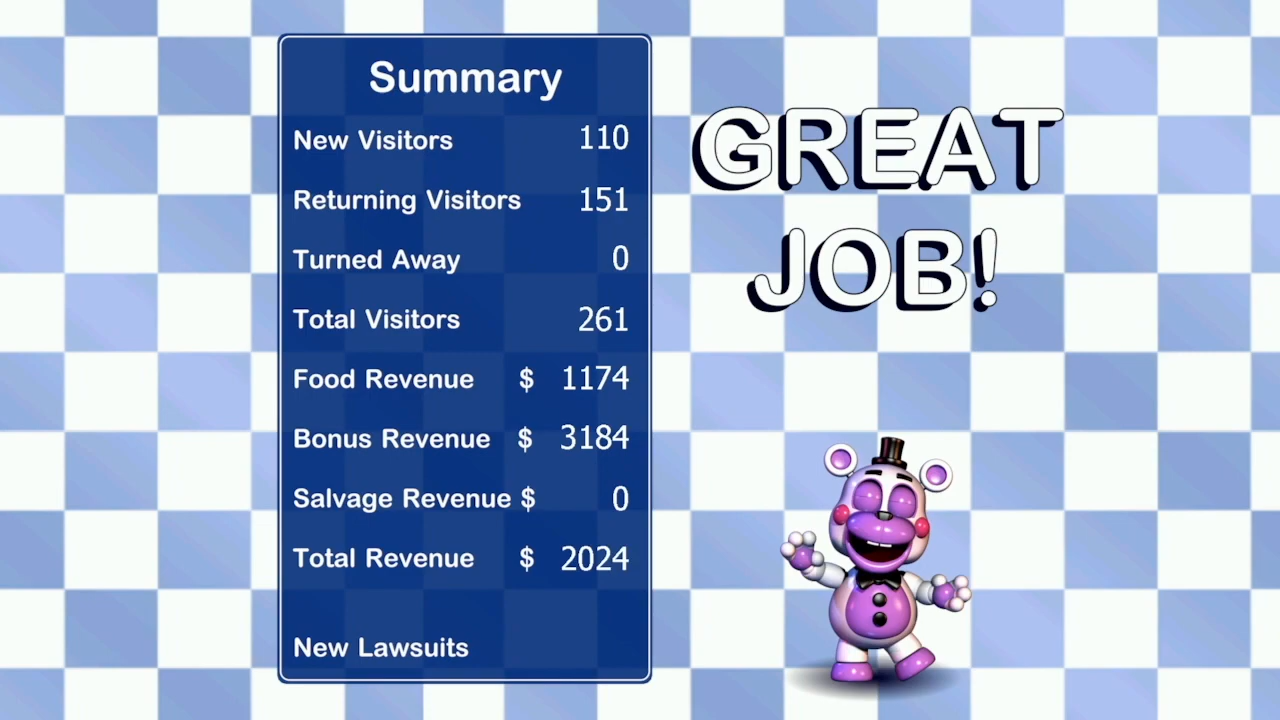 Summary
New Visitors 110
Returning Visitors 151
Turned Away 0
Total Visitors 261
Food Revenue $ 1174
Bonus Revenue $ 3184
Salvage Revenue $ 0
Total Revenue $ 2024
New Lawsuits
GREAT
JOB!